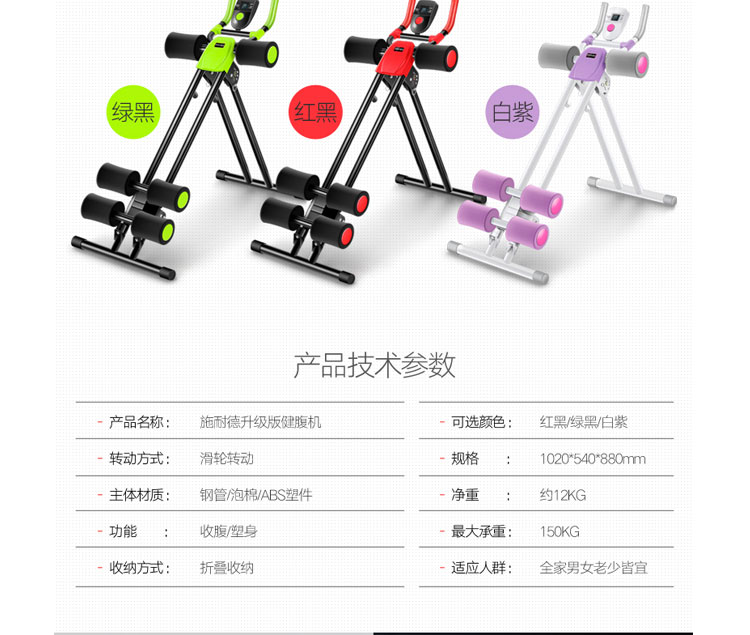 绿黑
红黑
白紫
产品技术参数
- 产品名称： 施耐德升级版健腹机
- 可选颜色： 红黑/绿黑/白紫
- 转动方式： 滑轮转动
- 规格 ： 1020*540*880mm
- 主体材质： 钢管/泡棉/ABS塑件
- 净重 ： 约12KG
- 功能 ： 收腹/塑身
- 最大承重： 150KG
- 收纳方式： 折叠收纳
- 适应人群： 全家男女老少皆宜